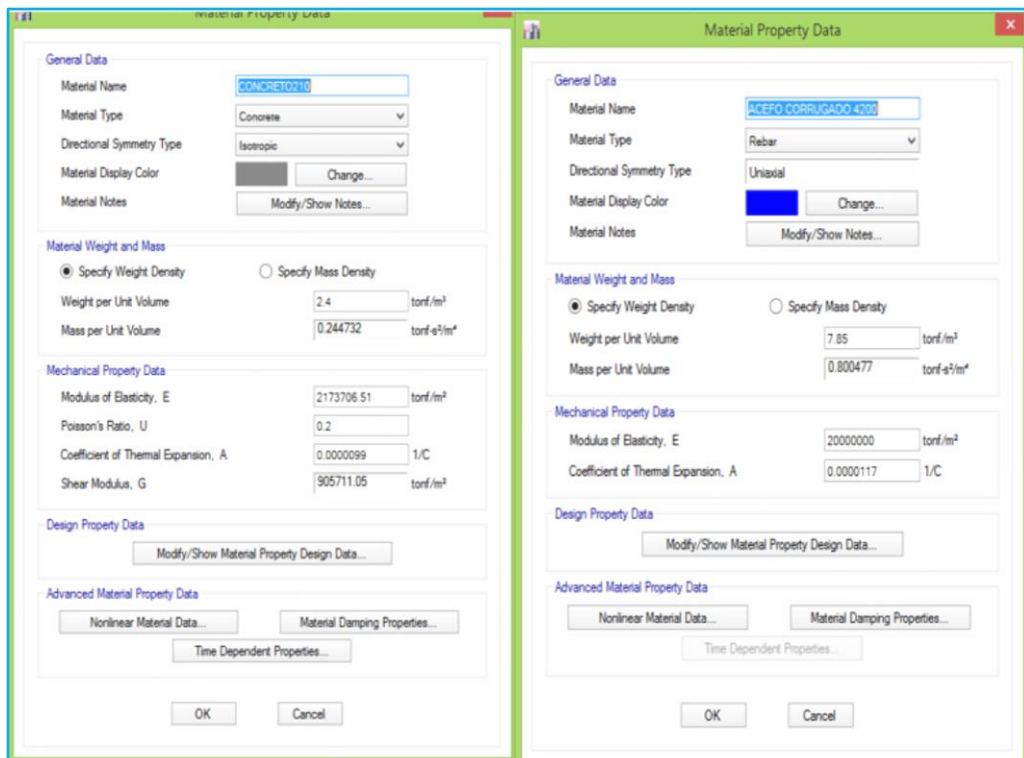 Material Property Data
General Data
Material Name CONCRETO210
Material Type Concrete
Directional Symmetry Type Isotropic
Material Display Color Change...
Material Notes Modify/Show Notes...
Material Weight and Mass
Specify Weight Density Specify Mass Density
Weight per Unit Volume 2.4 tonf/m³
Mass per Unit Volume 0.244732 tonf-s²/m⁴
Mechanical Property Data
Modulus of Elasticity, E 2173706.51 tonf/m²
Poisson's Ratio, U 0.2
Coefficient of Thermal Expansion, A 0.0000099 1/C
Shear Modulus, G 905711.05 tonf/m²
Design Property Data
Modify/Show Material Property Design Data...
Advanced Material Property Data
Nonlinear Material Data... Material Damping Properties...
Time Dependent Properties...
OK Cancel
Material Property Data
General Data
Material Name ACEFO CORRUGADO 4200
Material Type Rebar
Directional Symmetry Type Uniaxial
Material Display Color Change...
Material Notes Modify/Show Notes...
Material Weight and Mass
Specify Weight Density Specify Mass Density
Weight per Unit Volume 7.85 tonf/m³
Mass per Unit Volume 0.800477 tonf-s²/m⁴
Mechanical Property Data
Modulus of Elasticity, E 20000000 tonf/m²
Coefficient of Thermal Expansion, A 0.0000117 1/C
Design Property Data
Modify/Show Material Property Design Data...
Advanced Material Property Data
Nonlinear Material Data... Material Damping Properties...
Time Dependent Properties...
OK Cancel